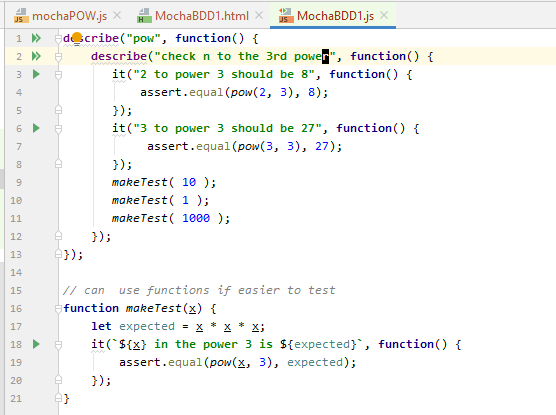 mochaPOW.js MochaBDD1.html MochaBDD1.js
1 describe("pow", function() {
2 describe("check n to the 3rd power", function() {
3 it("2 to power 3 should be 8", function() {
4 assert.equal(pow(2, 3), 8);
5 });
6 it("3 to power 3 should be 27", function() {
7 assert.equal(pow(3, 3), 27);
8 });
9 makeTest( 10 );
10 makeTest( 1 );
11 makeTest( 1000 );
12 });
13 });
14
15 // can  use functions if easier to test
16 function makeTest(x) {
17 let expected = x * x * x;
18 it(`${x} in the power 3 is ${expected}`, function() {
19 assert.equal(pow(x, 3), expected);
20 });
21 }